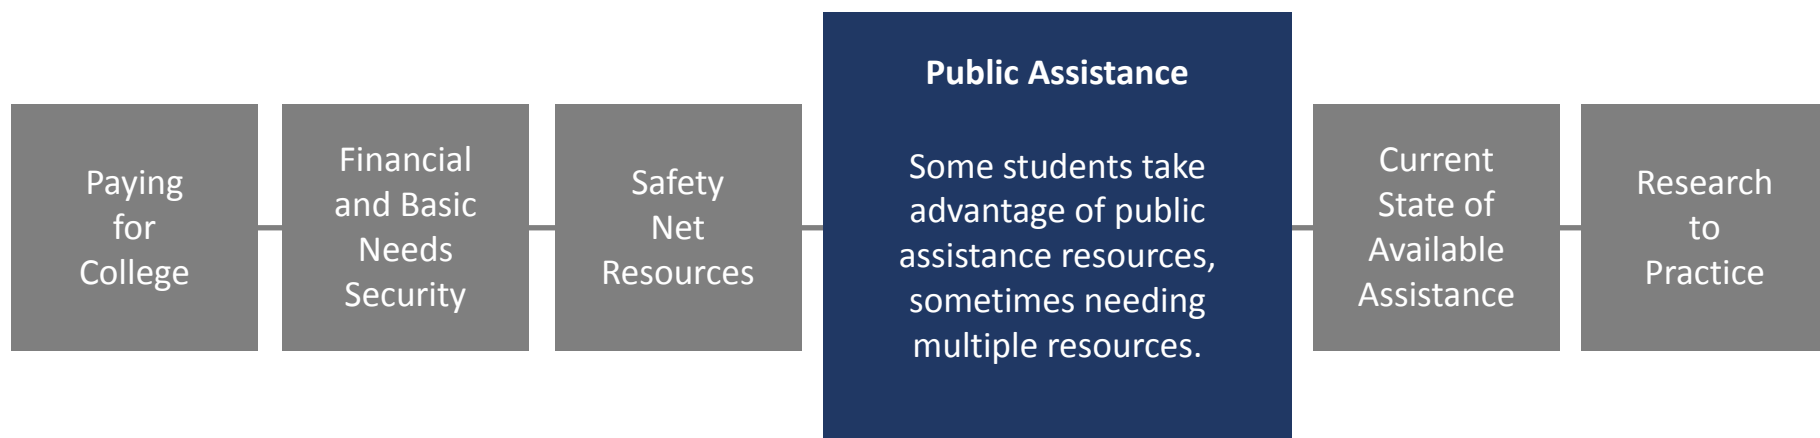 Paying
for
College
Financial
and Basic
Needs
Security
Safety
Net
Resources
Public Assistance
Some students take
advantage of public
assistance resources,
sometimes needing
multiple resources.
Current
State of
Available
Assistance
Research
to
Practice